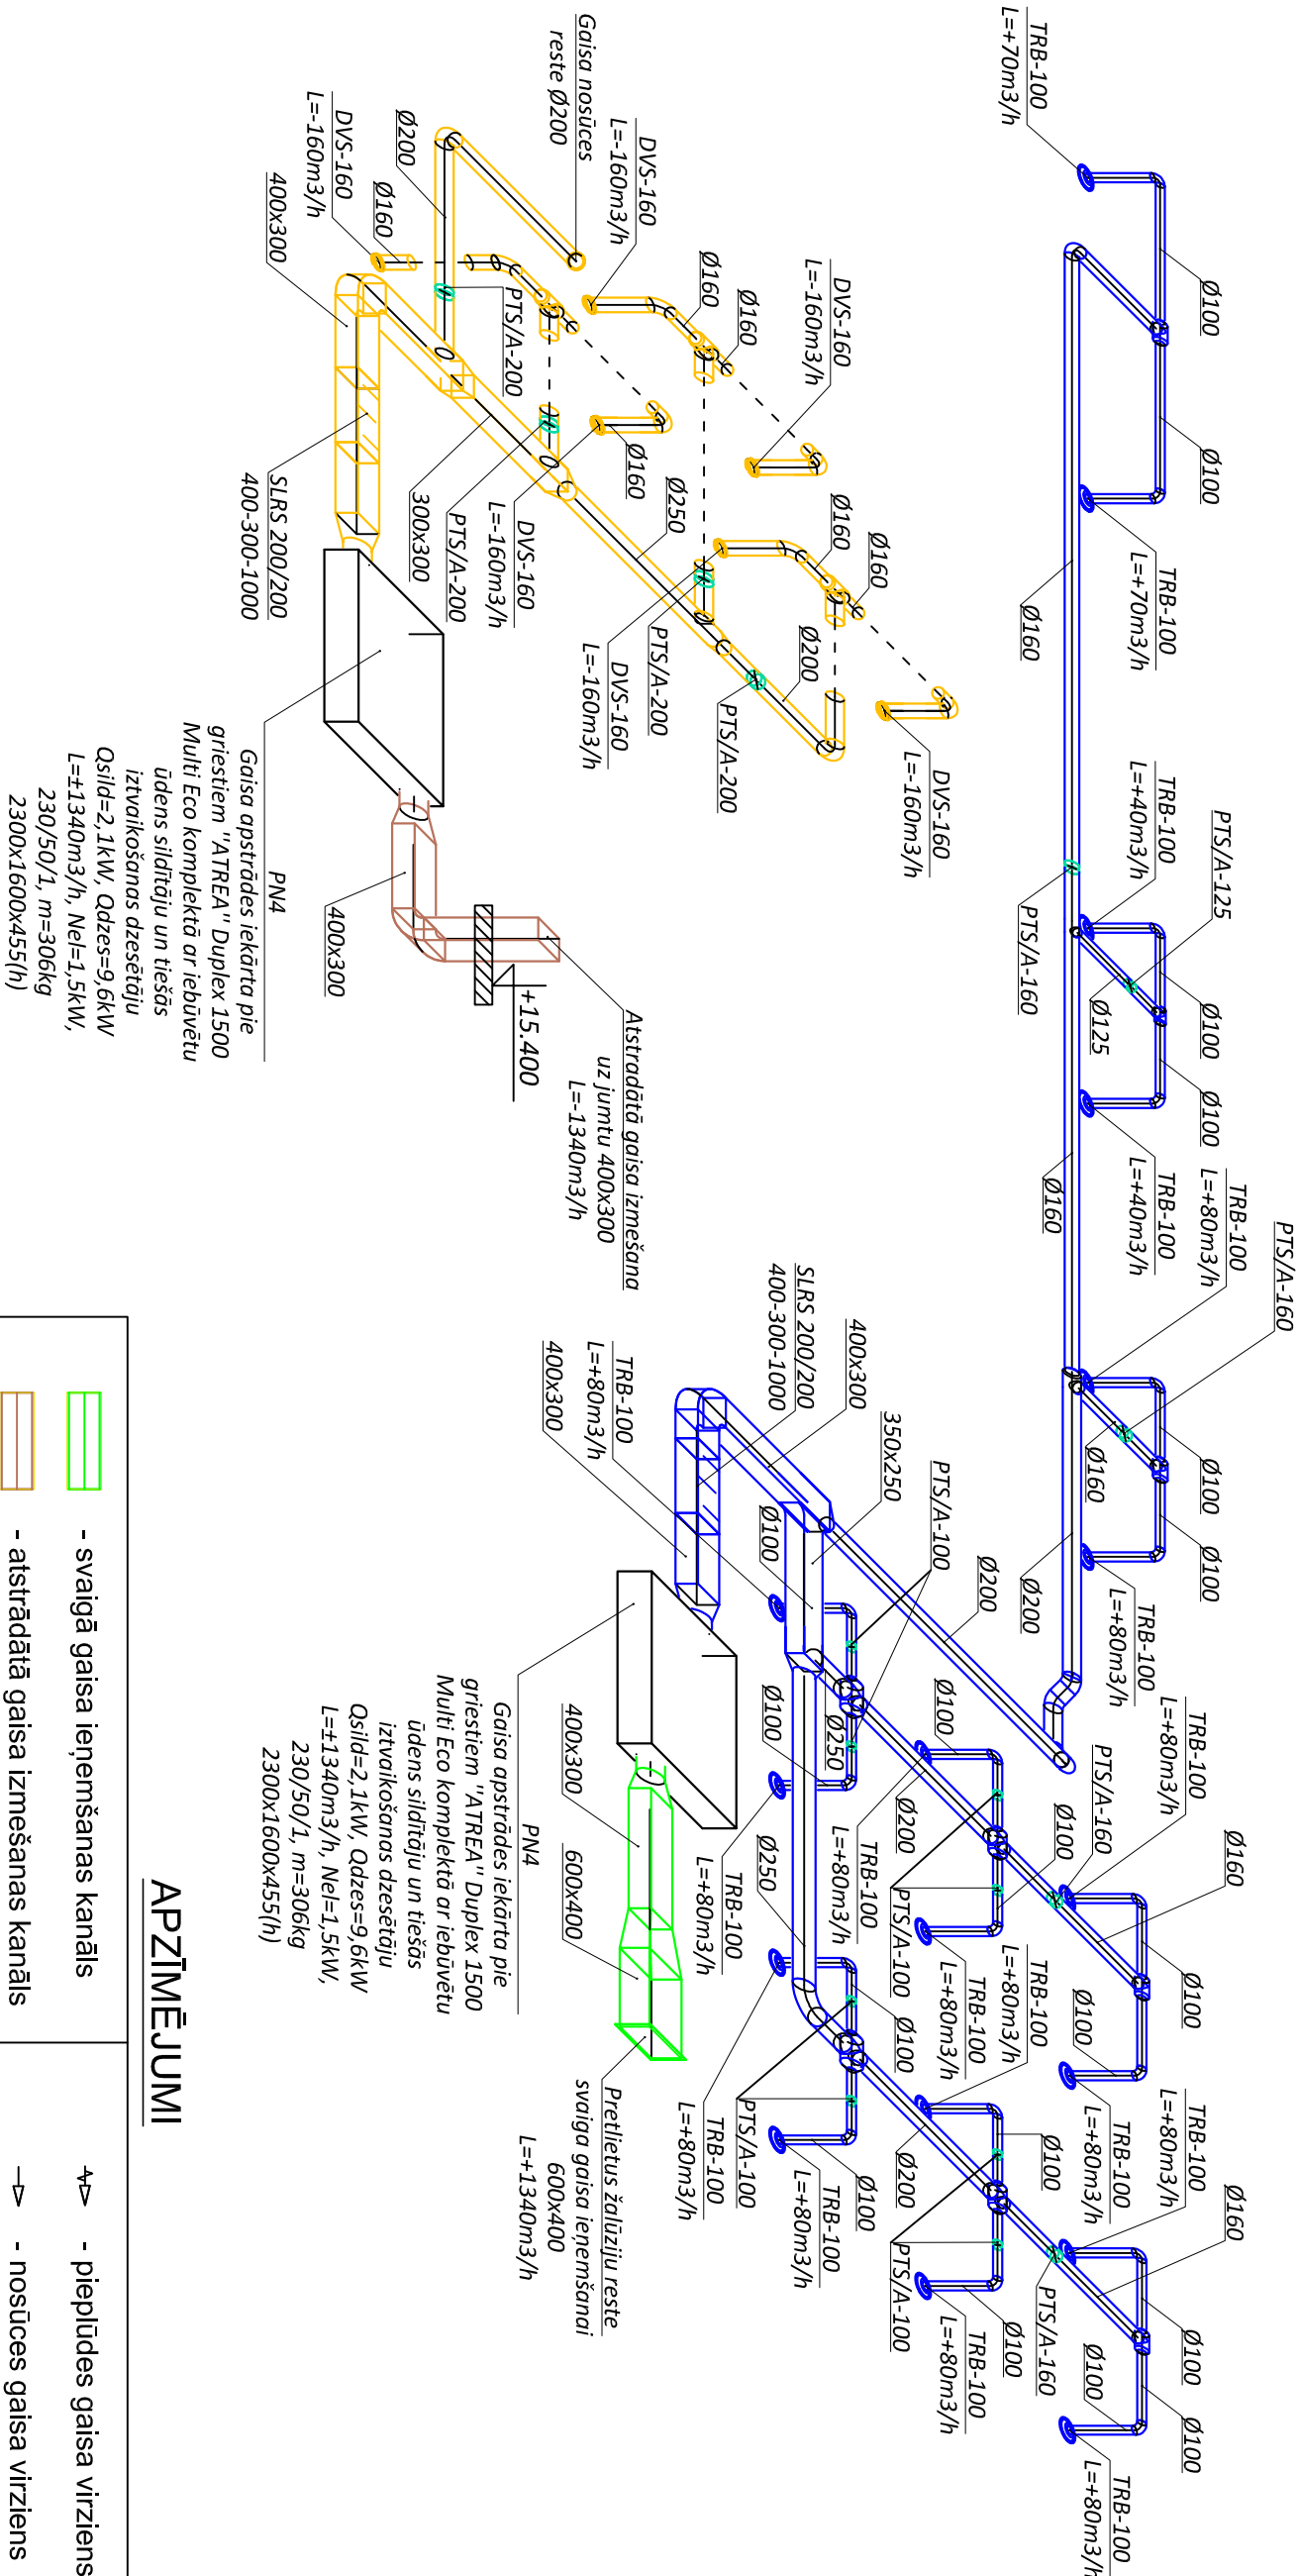 TRB-100
L=+70m3/h
Ø100
Ø100
TRB-100
L=+70m3/h
Ø160
TRB-100
L=+40m3/h
PTS/A-125
PTS/A-160
Ø125
Ø100
Ø100
TRB-100
L=+40m3/h
Ø160
TRB-100
L=+80m3/h
PTS/A-160
Ø160
Ø100
Ø100
TRB-100
L=+80m3/h
Ø200
Gaisa nosūces
reste Ø200
DVS-160
L=-160m3/h
Ø200
DVS-160
L=-160m3/h
Ø160
400x300
Ø160
Ø160
DVS-160
L=-160m3/h
PTS/A-200
Ø160
Ø250
DVS-160
L=-160m3/h
PTS/A-200
300x300
SLRS 200/200
400-300-1000
Ø160
Ø160
Ø200
DVS-160
L=-160m3/h
PTS/A-200
PTS/A-200
DVS-160
L=-160m3/h
PN4
Gaisa apstrādes iekārta pie
griestiem "ATREA" Duplex 1500
Multi Eco komplektā ar iebūvētu
ūdens sildītāju un tiešās
iztvaikošanas dzesētāju
Qsild=2,1kW, Qdzes=9,6kW
L=±1340m3/h, Nel=1,5kW,
230/50/1, m=306kg
2300x1600x455(h)
400x300
+15.400
Atstradātā gaisa izmešana
uz jumtu 400x300
L=-1340m3/h
SLRS 200/200
400-300-1000
400x300
350x250
TRB-100
L=+80m3/h
400x300
PTS/A-100
Ø100
Ø200
Ø100
Ø250
Ø100
Ø200
TRB-100
L=+80m3/h
TRB-100
L=+80m3/h
PTS/A-160
Ø100
Ø160
TRB-100
L=+80m3/h
Ø250
PTS/A-100
TRB-100
L=+80m3/h
Ø100
Ø100
TRB-100
L=+80m3/h
TRB-100
L=+80m3/h
Ø100
TRB-100
L=+80m3/h
PTS/A-100
TRB-100
L=+80m3/h
Ø100
Ø200
Ø100
TRB-100
L=+80m3/h
Ø160
PTS/A-100
TRB-100
L=+80m3/h
Ø100
PTS/A-160
Ø100
Ø100
Ø100
TRB-100
L=+80m3/h
PN4
Gaisa apstrādes iekārta pie
griestiem "ATREA" Duplex 1500
Multi Eco komplektā ar iebūvētu
ūdens sildītāju un tiešās
iztvaikošanas dzesētāju
Qsild=2,1kW, Qdzes=9,6kW
L=±1340m3/h, Nel=1,5kW,
230/50/1, m=306kg
2300x1600x455(h)
400x300
600x400
Pretlietus žalūziju reste
svaiga gaisa ieņemšanai
600x400
L=+1340m3/h
APZĪMĒJUMI
- svaigā gaisa ieņemšanas kanāls
- atstrādātā gaisa izmešanas kanāls
- pieplūdes gaisa virziens
- nosūces gaisa virziens